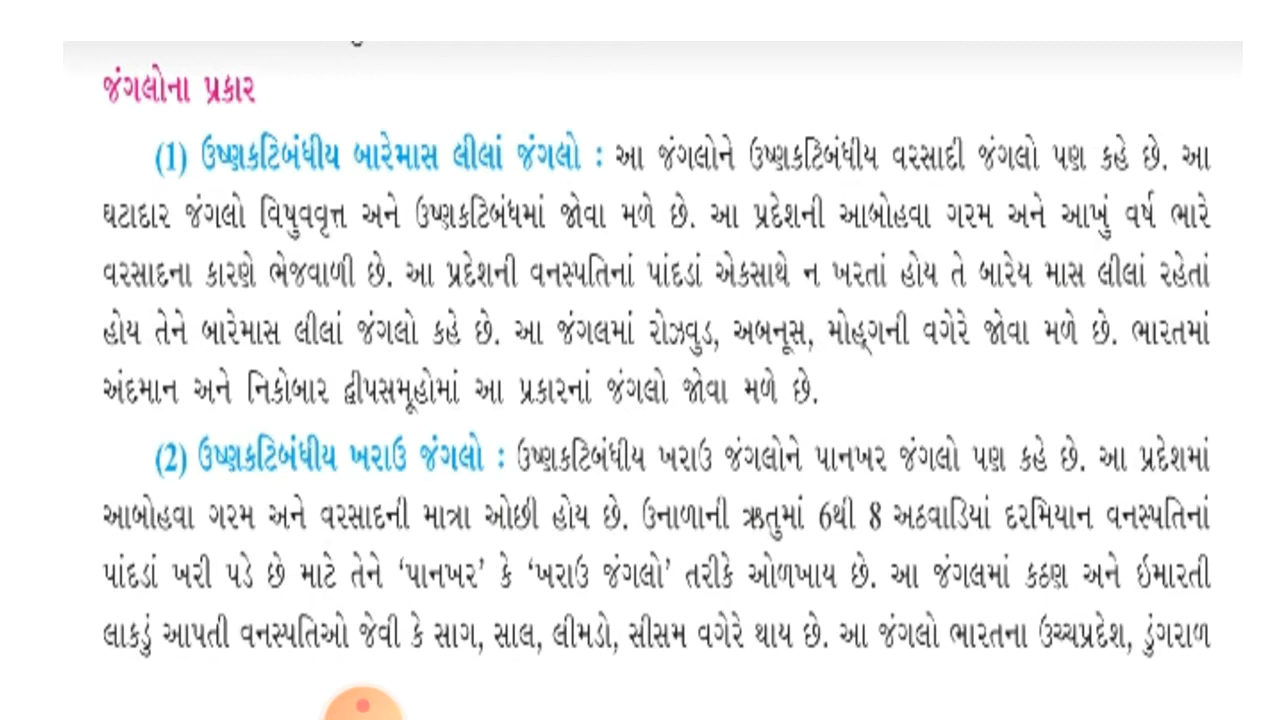 જંગલોના પ્રકાર
(1) ઉષ્ણકટિબંધીય બારેમાસ લીલાં જંગલો : આ જંગલોને ઉષ્ણકટિબંધીય વરસાદી જંગલો પણ કહે છે. આ
ઘટાદાર જંગલો વિષુવવૃત્ત અને ઉષ્ણકટિબંધમાં જોવા મળે છે. આ પ્રદેશની આબોહવા ગરમ અને આખું વર્ષ ભારે
વરસાદના કારણે ભેજવાળી છે. આ પ્રદેશની વનસ્પતિનાં પાંદડાં એકસાથે ન ખરતાં હોય તે બારેય માસ લીલાં રહેતાં
હોય તેને બારેમાસ લીલાં જંગલો કહે છે. આ જંગલમાં રોઝવુડ, અબનૂસ, મોહૂગની વગેરે જોવા મળે છે. ભારતમાં
અંદમાન અને નિકોબાર દ્વીપસમૂહોમાં આ પ્રકારનાં જંગલો જોવા મળે છે.
(2) ઉષ્ણકટિબંધીય ખરાઉ જંગલો : ઉષ્ણકટિબંધીય ખરાઉ જંગલોને પાનખર જંગલો પણ કહે છે. આ પ્રદેશમાં
આબોહવા ગરમ અને વરસાદની માત્રા ઓછી હોય છે. ઉનાળાની ઋતુમાં 6થી 8 અઠવાડિયાં દરમિયાન વનસ્પતિનાં
પાંદડાં ખરી પડે છે માટે તેને ‘પાનખર’ કે ‘ખરાઉ જંગલો’ તરીકે ઓળખાય છે. આ જંગલમાં કઠણ અને ઇમારતી
લાકડું આપતી વનસ્પતિઓ જેવી કે સાગ, સાલ, લીમડો, સીસમ વગેરે થાય છે. આ જંગલો ભારતના ઉચ્ચપ્રદેશ, ડુંગરાળ